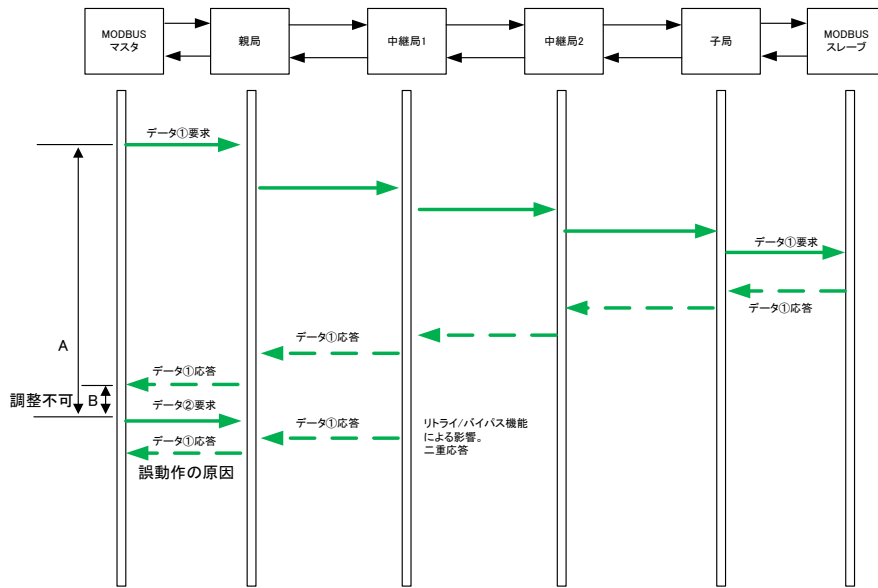 MODBUS
マスタ
親局
中継局1
中継局2
子局
MODBUS
スレーブ
データ①要求
データ①要求
データ①応答
データ①応答
データ①応答
A
調整不可
B
データ②要求
データ①応答
データ①応答
誤動作の原因
リトライ/バイパス機能
による影響。
二重応答